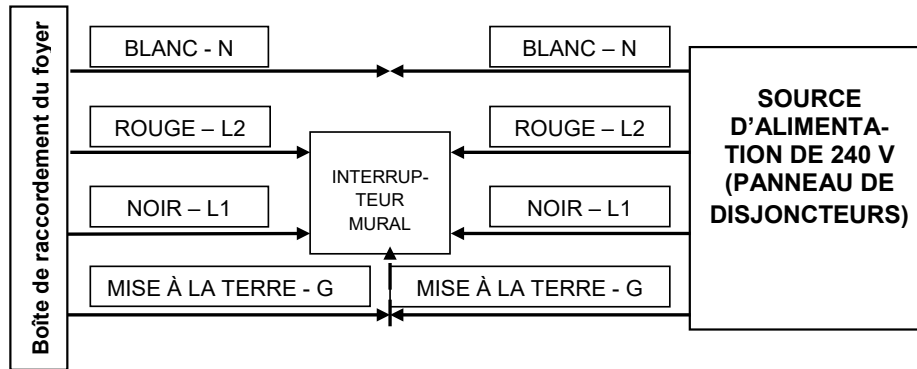 Boîte de raccordement du foyer
BLANC - N
BLANC – N
ROUGE – L2
ROUGE – L2
NOIR – L1
NOIR – L1
MISE À LA TERRE - G
MISE À LA TERRE - G
INTERRUP-
TEUR
MURAL
SOURCE
D’ALIMENTA-
TION DE 240 V
(PANNEAU DE
DISJONCTEURS)